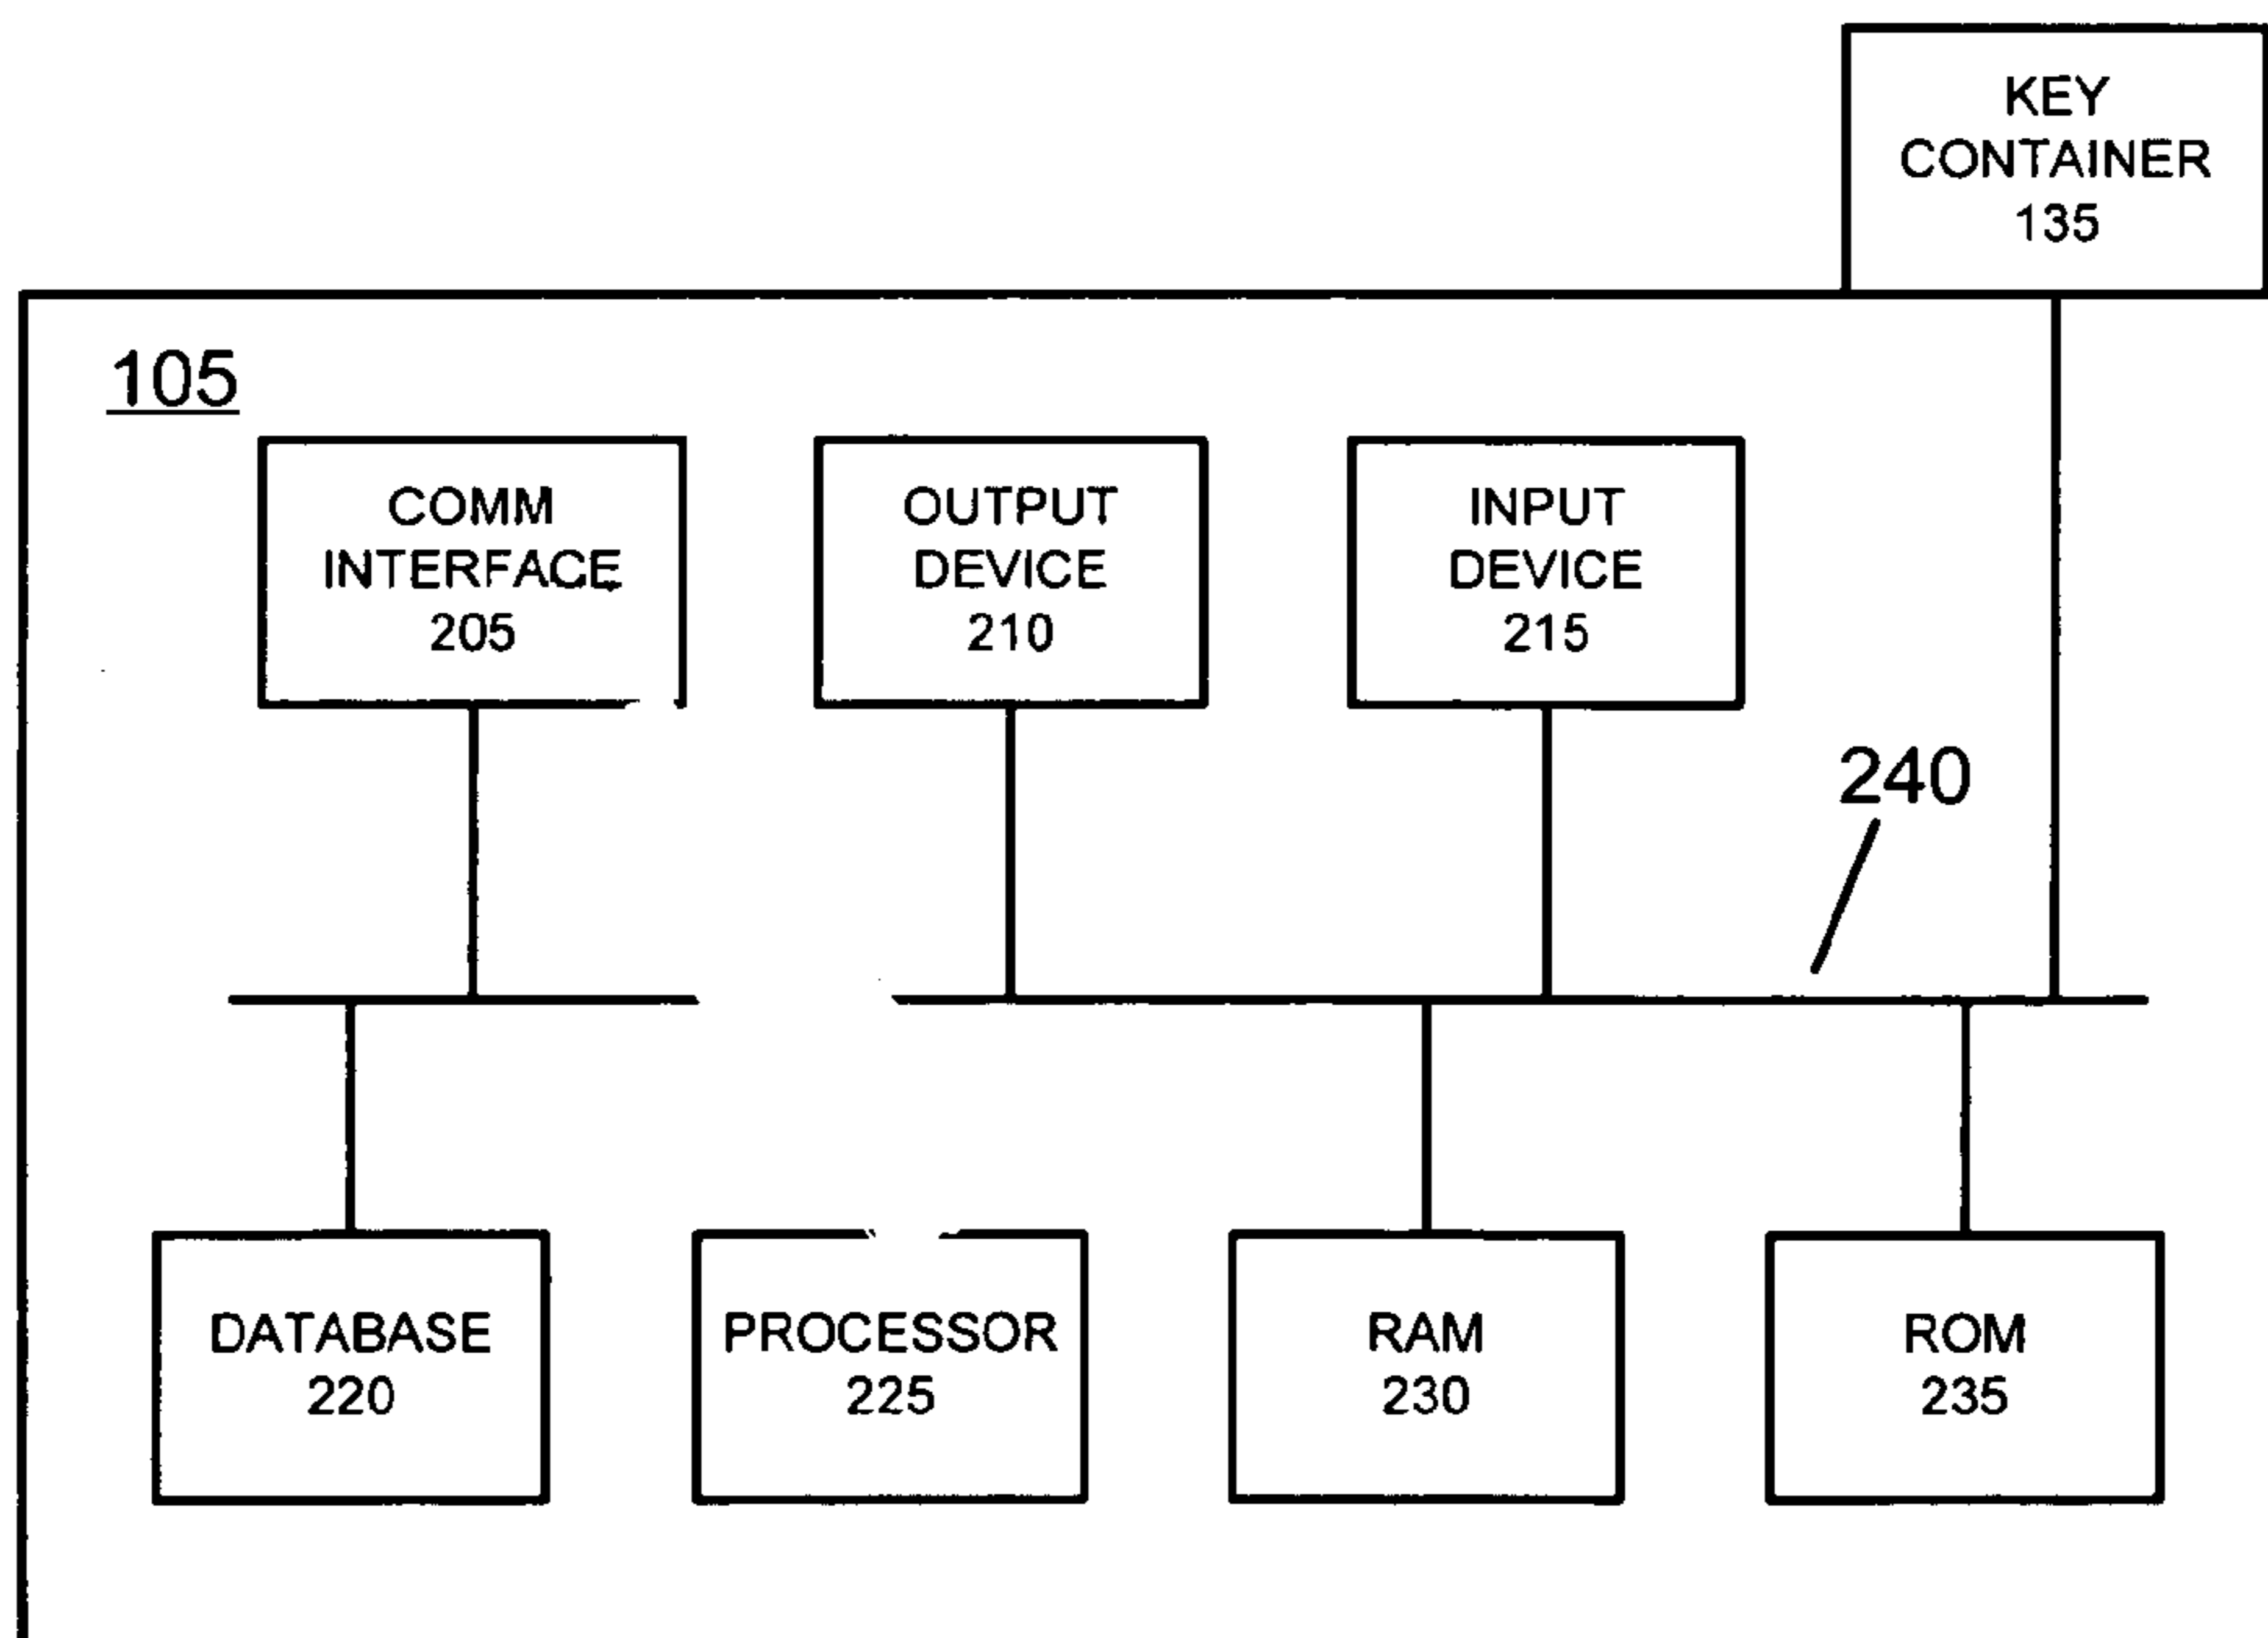 KEY
CONTAINER
135
105
COMM
INTERFACE
205
OUTPUT
DEVICE
210
INPUT
DEVICE
215
240
DATABASE
220
PROCESSOR
225
RAM
230
ROM
235